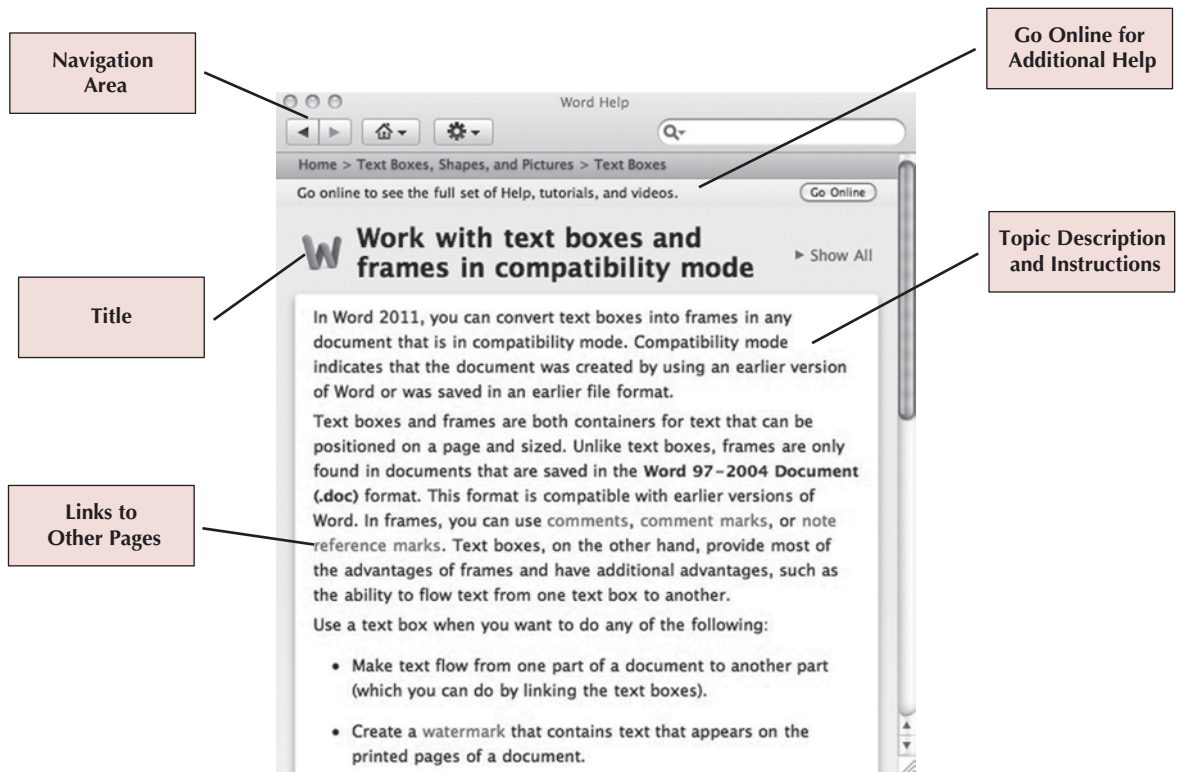 Navigation
Area
Go Online for
Additional Help
Word Help
Home > Text Boxes, Shapes, and Pictures > Text Boxes
Go online to see the full set of Help, tutorials, and videos.
Go Online
Work with text boxes and
frames in compatibility mode
Show All
Topic Description
and Instructions
Title
In Word 2011, you can convert text boxes into frames in any
document that is in compatibility mode. Compatibility mode
indicates that the document was created by using an earlier version
of Word or was saved in an earlier file format.
Text boxes and frames are both containers for text that can be
positioned on a page and sized. Unlike text boxes, frames are only
found in documents that are saved in the Word 97–2004 Document
(.doc) format. This format is compatible with earlier versions of
Word. In frames, you can use comments, comment marks, or note
reference marks. Text boxes, on the other hand, provide most of
the advantages of frames and have additional advantages, such as
the ability to flow text from one text box to another.
Links to
Other Pages
Use a text box when you want to do any of the following:
• Make text flow from one part of a document to another part
(which you can do by linking the text boxes).
• Create a watermark that contains text that appears on the
printed pages of a document.